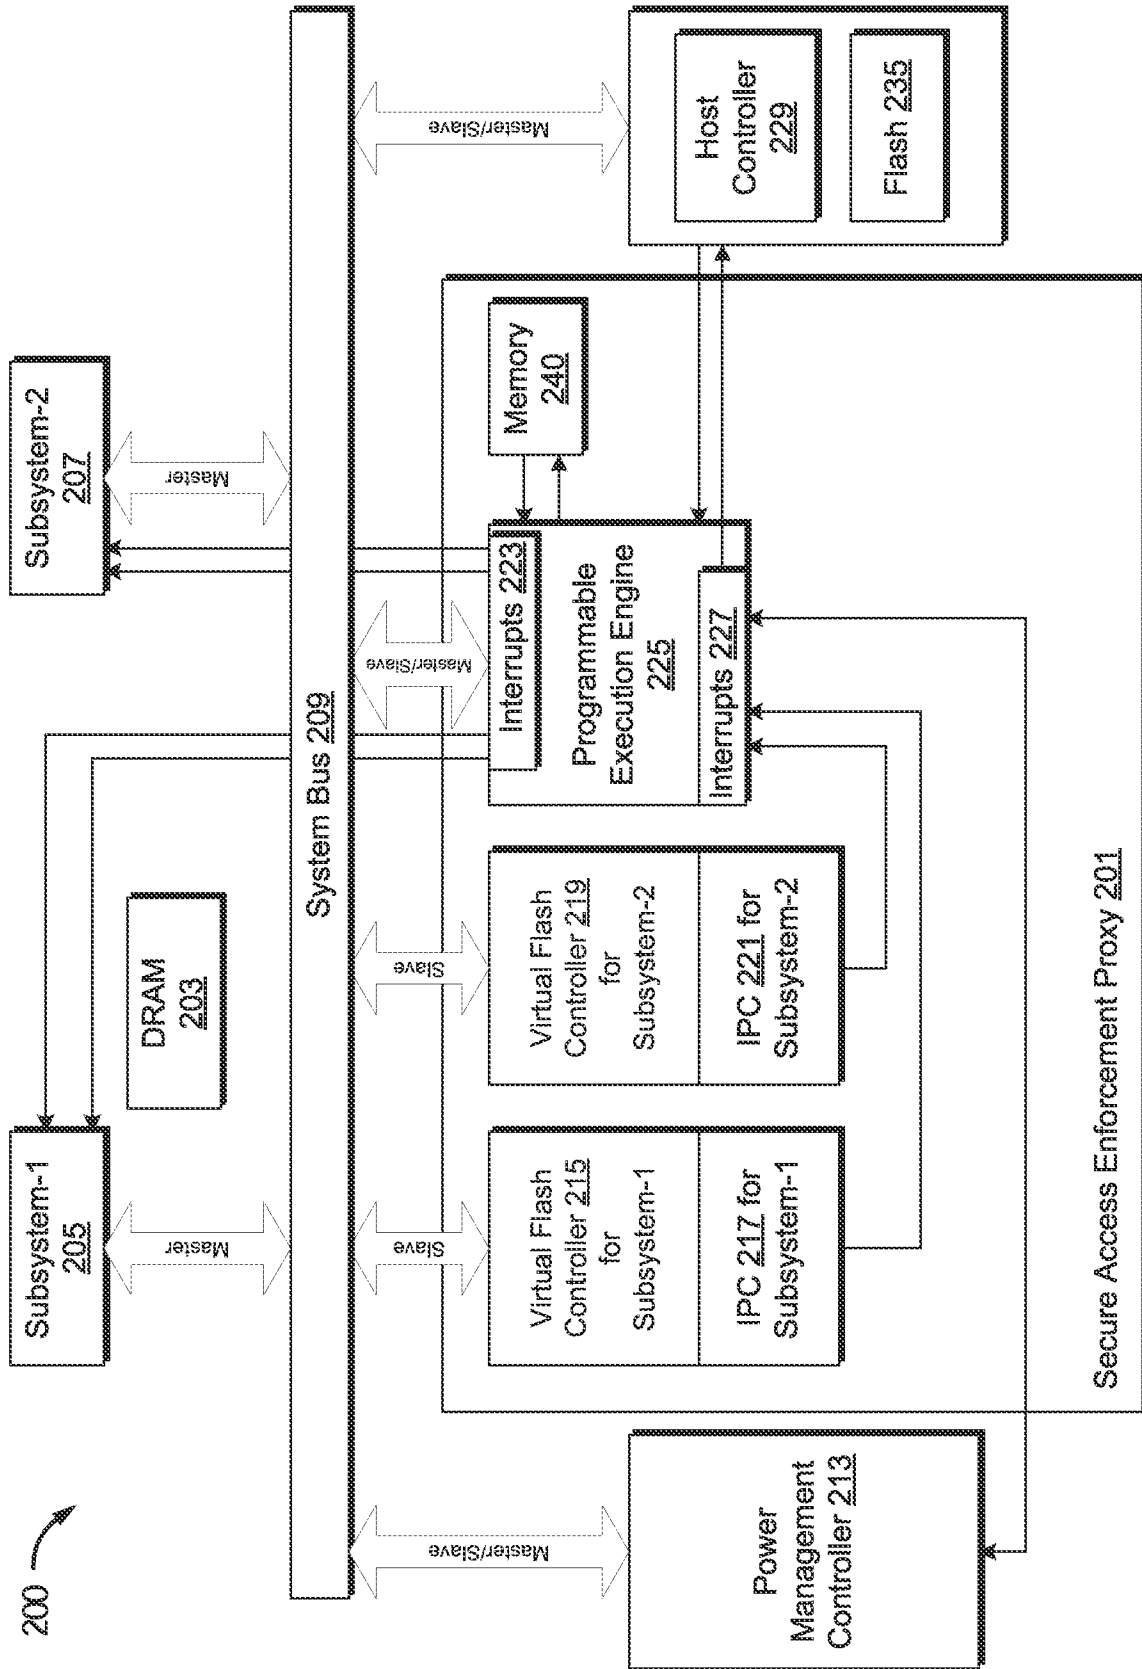 200
Subsystem-1
205
DRAM
203
Subsystem-2
207
Master
Master
System Bus 209
Master/Slave
Slave
Slave
Master/Slave
Master/Slave
Power
Management
Controller 213
Virtual Flash
Controller 215
for
Subsystem-1
IPC 217 for
Subsystem-1
Virtual Flash
Controller 219
for
Subsystem-2
IPC 221 for
Subsystem-2
Interrupts 223
Programmable
Execution Engine
225
Interrupts 227
Memory
240
Host
Controller
229
Flash 235
Secure Access Enforcement Proxy 201